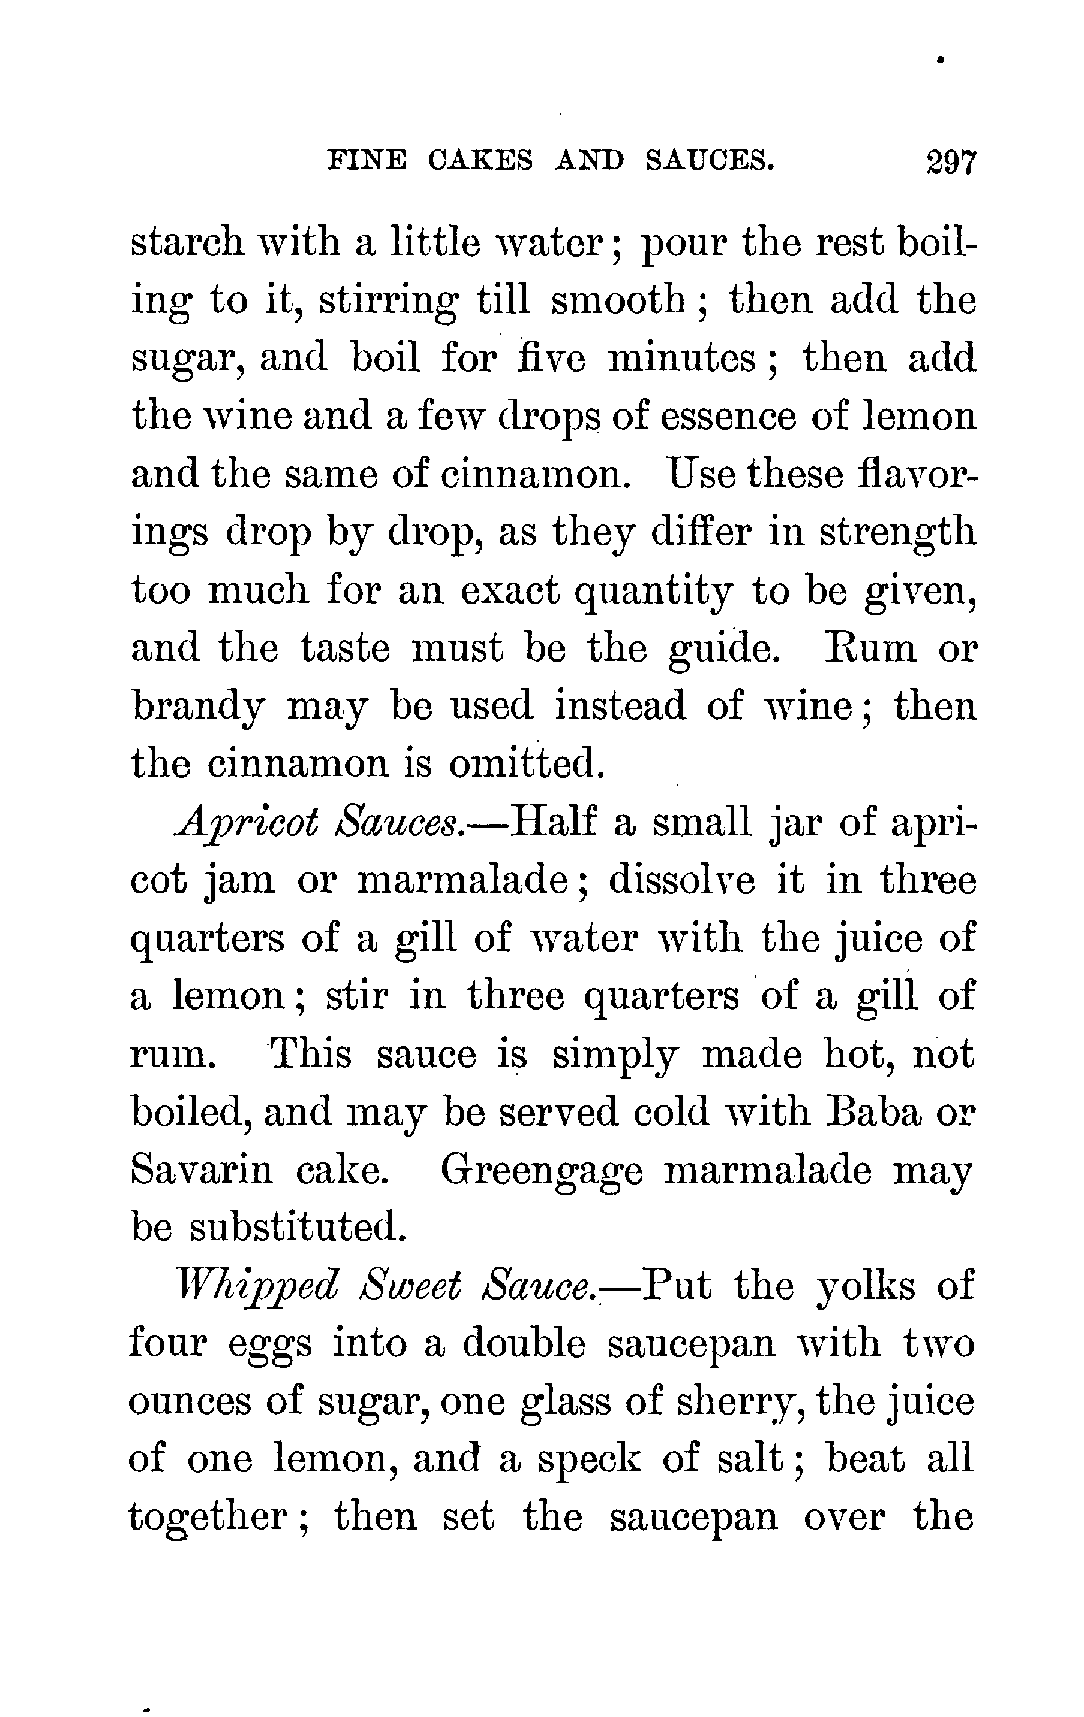 FINE CAKES AND SAUCES. 297
starch with a little water; pour the rest boil-
ing to it, stirring till smooth; then add the
sugar, and boil for five minutes; then add
the wine and a few drops of essence of lemon
and the same of cinnamon. Use these flavor-
ings drop by drop, as they differ in strength
too much for an exact quantity to be given,
and the taste must be the guide. Rum or
brandy may be used instead of wine; then
the cinnamon is omitted.
Apricot Sauces.—Half a small jar of apri-
cot jam or marmalade; dissolve it in three
quarters of a gill of water with the juice of
a lemon; stir in three quarters of a gill of
rum. This sauce is simply made hot, not
boiled, and may be served cold with Baba or
Savarin cake. Greengage marmalade may
be substituted.
Whipped Sweet Sauce.—Put the yolks of
four eggs into a double saucepan with two
ounces of sugar, one glass of sherry, the juice
of one lemon, and a speck of salt; beat all
together; then set the saucepan over the